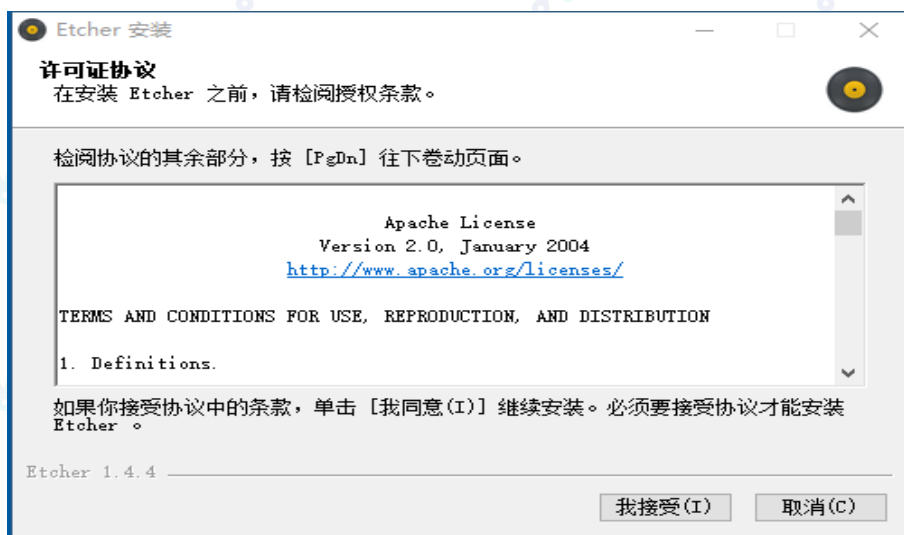 Etcher 安装
许可证协议
在安装 Etcher 之前，请检阅授权条款。
检阅协议的其余部分，按 [PgDn] 往下卷动页面。
Apache License
Version 2.0, January 2004
http://www.apache.org/licenses/
TERMS AND CONDITIONS FOR USE, REPRODUCTION, AND DISTRIBUTION
1. Definitions.
如果你接受协议中的条款，单击 [我同意(I)] 继续安装。必须要接受协议才能安装
Etcher 。
Etcher 1.4.4
我接受(I) 取消(C)